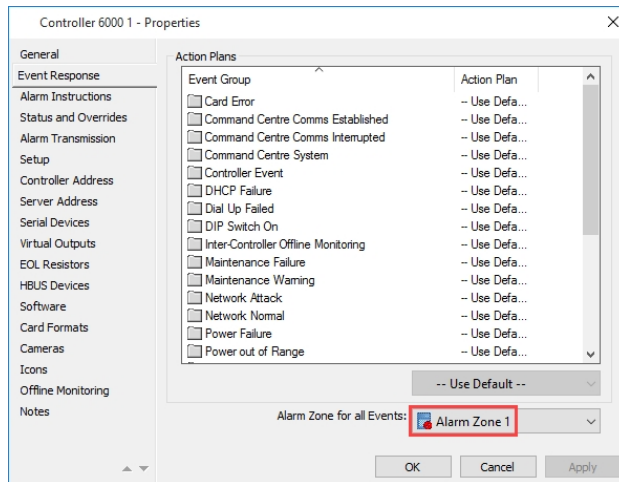 Controller 6000 1 - Properties
General
Event Response
Alarm Instructions
Status and Overrides
Alarm Transmission
Setup
Controller Address
Server Address
Serial Devices
Virtual Outputs
EOL Resistors
HBUS Devices
Software
Card Formats
Cameras
Icons
Offline Monitoring
Notes
Action Plans
Event Group Action Plan
Card Error -- Use Defa...
Command Centre Comms Established -- Use Defa...
Command Centre Comms Interrupted -- Use Defa...
Command Centre System -- Use Defa...
Controller Event -- Use Defa...
DHCP Failure -- Use Defa...
Dial Up Failed -- Use Defa...
DIP Switch On -- Use Defa...
Inter-Controller Offline Monitoring -- Use Defa...
Maintenance Failure -- Use Defa...
Maintenance Warning -- Use Defa...
Network Attack -- Use Defa...
Network Normal -- Use Defa...
Power Failure -- Use Defa...
Power out of Range -- Use Defa...
-- Use Default --
Alarm Zone for all Events: Alarm Zone 1
OK Cancel Apply